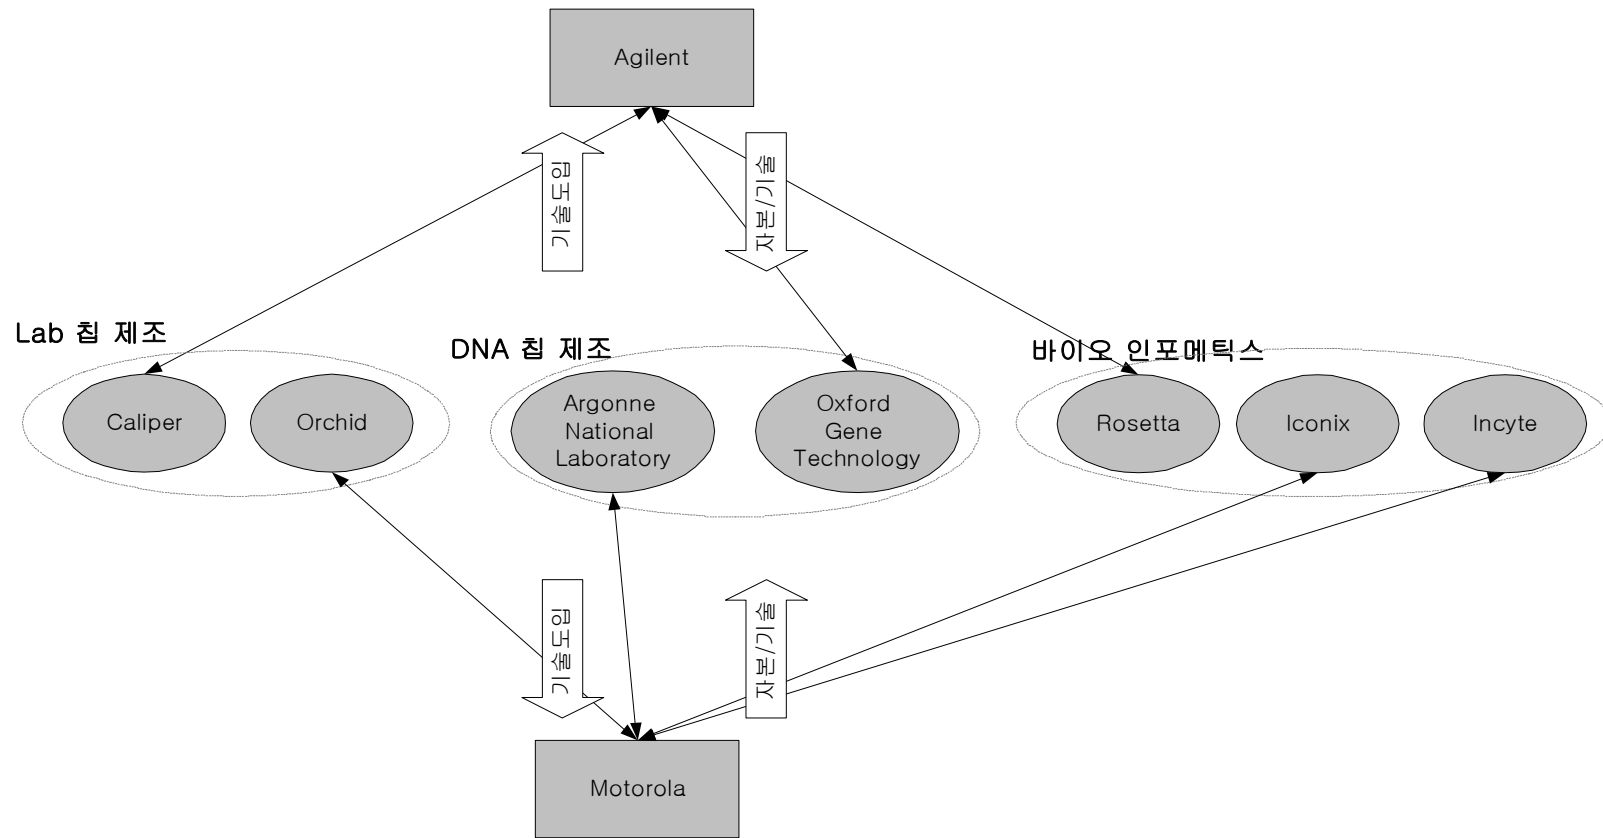 Agilent
기술도입
자본/기술
Lab 칩 제조
DNA 칩 제조
바이오 인포메틱스
Caliper
Orchid
Argonne
National
Laboratory
Oxford
Gene
Technology
Rosetta
Iconix
Incyte
기술도입
자본/기술
Motorola